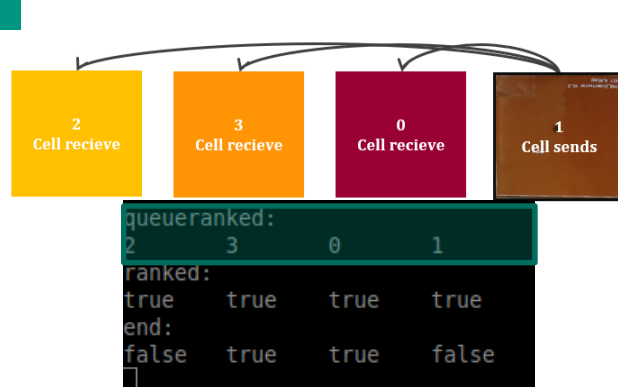 2
Cell recieve
3
Cell recieve
0
Cell recieve
1
Cell sends
queueranked:
2 3 0 1
ranked:
true true true true
end:
false true true false